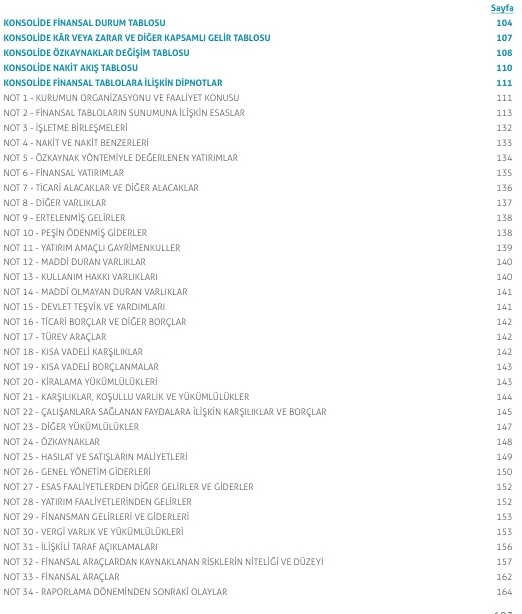 Sayfa
KONSOLİDE FİNANSAL DURUM TABLOSU 104
KONSOLİDE KÂR VEYA ZARAR VE DİĞER KAPSAMLI GELİR TABLOSU 107
KONSOLİDE ÖZKAYNAKLAR DEĞİŞİM TABLOSU 108
KONSOLİDE NAKİT AKIŞ TABLOSU 110
KONSOLİDE FİNANSAL TABLOLARA İLİŞKİN DİPNOTLAR 111
NOT 1 - KURUMUN ORGANİZASYONU VE FAALİYET KONUSU 111
NOT 2 - FİNANSAL TABLOLARIN SUNUMUNA İLİŞKİN ESASLAR 113
NOT 3 - İŞLETME BİRLEŞMELERİ 132
NOT 4 - NAKİT VE NAKİT BENZERLERİ 133
NOT 5 - ÖZKAYNAK YÖNTEMİYLE DEĞERLENEN YATIRIMLAR 134
NOT 6 - FİNANSAL YATIRIMLAR 135
NOT 7 - TİCARİ ALACAKLAR VE DİĞER ALACAKLAR 136
NOT 8 - DİĞER VARLIKLAR 137
NOT 9 - ERTELENMİŞ GELİRLER 138
NOT 10 - PEŞİN ÖDENMİŞ GİDERLER 138
NOT 11 - YATIRIM AMAÇLI GAYRİMENKULLER 139
NOT 12 - MADDİ DURAN VARLIKLAR 140
NOT 13 - KULLANIM HAKKI VARLIKLARI 140
NOT 14 - MADDİ OLMAYAN DURAN VARLIKLAR 141
NOT 15 - DEVLET TEŞVİK VE YARDIMLARI 141
NOT 16 - TİCARİ BORÇLAR VE DİĞER BORÇLAR 142
NOT 17 - TÜREV ARAÇLAR 142
NOT 18 - KISA VADELİ KARŞILIKLAR 142
NOT 19 - KISA VADELİ BORÇLANMALAR 143
NOT 20 - KİRALAMA YÜKÜMLÜLÜKLERİ 143
NOT 21 - KARŞILIKLAR, KOŞULLU VARLIK VE YÜKÜMLÜLÜKLER 144
NOT 22 - ÇALIŞANLARA SAĞLANAN FAYDALARA İLİŞKİN KARŞILIKLAR VE BORÇLAR 145
NOT 23 - DİĞER YÜKÜMLÜLÜKLER 147
NOT 24 - ÖZKAYNAKLAR 148
NOT 25 - HASILAT VE SATIŞLARIN MALİYETLERİ 149
NOT 26 - GENEL YÖNETİM GİDERLERİ 150
NOT 27 - ESAS FAALİYETLERDEN DİĞER GELİRLER VE GİDERLER 152
NOT 28 - YATIRIM FAALİYETLERİNDEN GELİRLER 152
NOT 29 - FİNANSMAN GELİRLERİ VE GİDERLERİ 153
NOT 30 - VERGİ VARLIK VE YÜKÜMLÜLÜKLERİ 153
NOT 31 - İLİŞKİLİ TARAF AÇIKLAMALARI 156
NOT 32 - FİNANSAL ARAÇLARDAN KAYNAKLANAN RİSKLERİN NİTELİĞİ VE DÜZEYİ 157
NOT 33 - FİNANSAL ARAÇLAR 162
NOT 34 - RAPORLAMA DÖNEMİNDEN SONRAKİ OLAYLAR 164